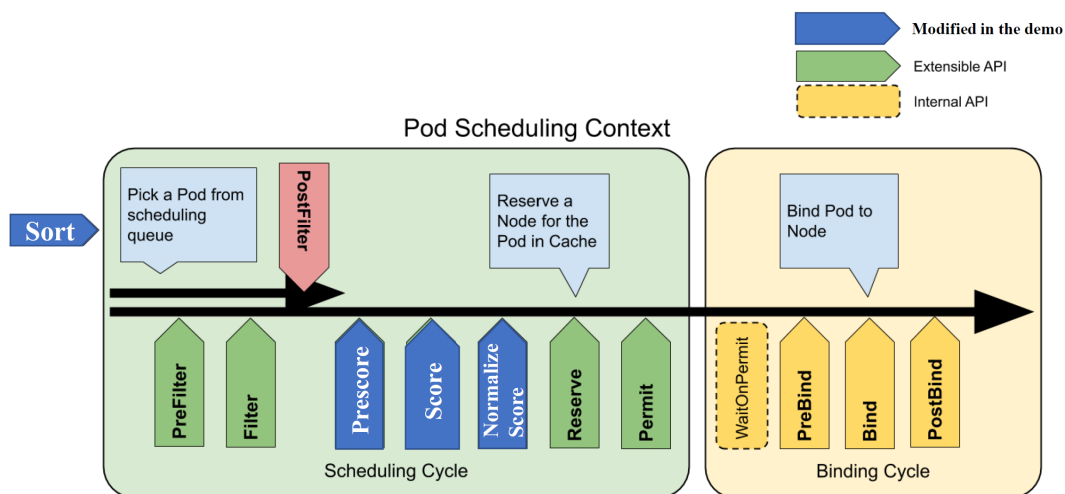 Modified in the demo
Extensible API
Internal API
Pod Scheduling Context
Sort
Pick a Pod from
scheduling
queue
PostFilter
Reserve a
Node for the
Pod in Cache
Bind Pod to
Node
PreFilter
Filter
Prescore
Score
Normalize
Score
Reserve
Permit
WaitOnPermit
PreBind
Bind
PostBind
Scheduling Cycle
Binding Cycle